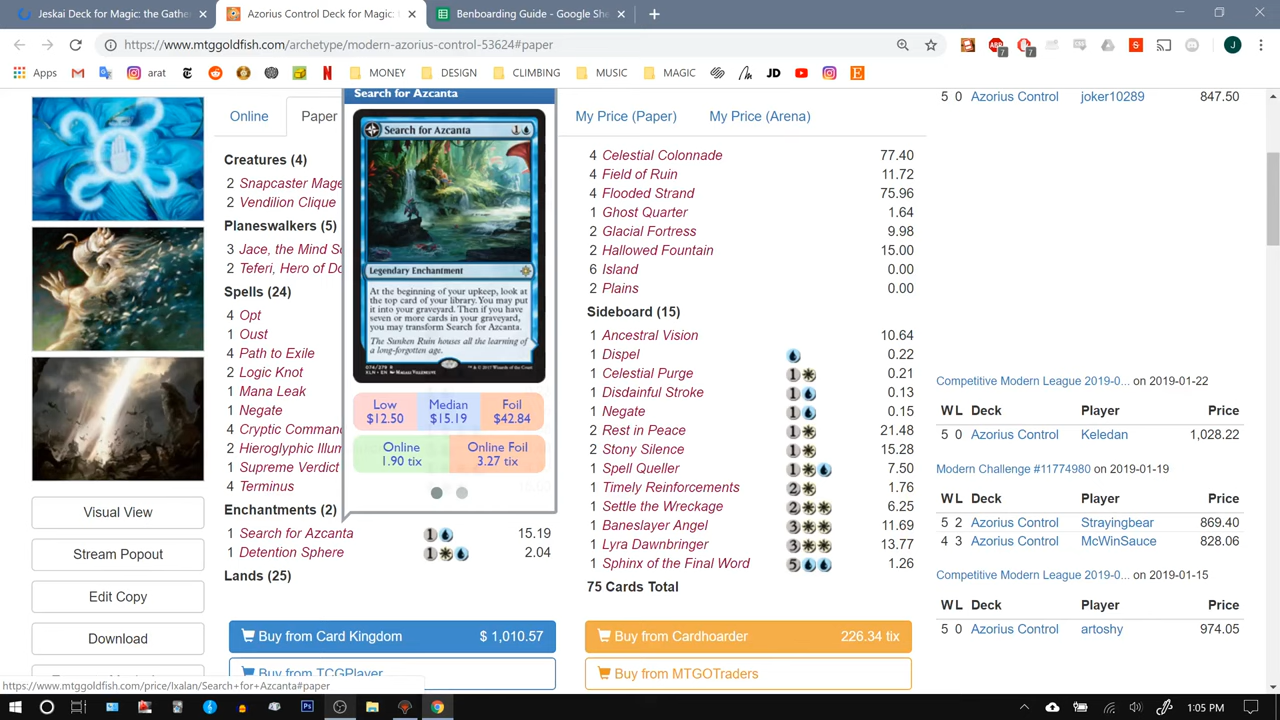 Jeskai Deck for Magic: the Gathe
Azorius Control Deck for Magic:
Benboarding Guide - Google She
https://www.mtggoldfish.com/archetype/modern-azorius-control-53624#paper
Apps
arat
MONEY
DESIGN
CLIMBING
MUSIC
MAGIC
JD
Online
Paper
My Price (Paper)
My Price (Arena)
Creatures (4)
2 Snapcaster Mage
2 Vendilion Clique
Planeswalkers (5)
3 Jace, the Mind S
2 Teferi, Hero of Do
Spells (24)
4 Opt
1 Oust
4 Path to Exile
2 Logic Knot
1 Mana Leak
1 Negate
4 Cryptic Comman
2 Hieroglyphic Illum
1 Supreme Verdict
4 Terminus
Enchantments (2)
1 Search for Azcanta 1 15.19
1 Detention Sphere 1 2.04
Lands (25)
Search for Azcanta
Search for Azcanta 1
Legendary Enchantment
At the beginning of your upkeep, look at
the top card of your library. You may put
it into your graveyard. Then if you have
seven or more cards in your graveyard,
you may transform Search for Azcanta.
The Sunken Ruin houses all the learning of
a long-forgotten age.
Low
$12.50
Median
$15.19
Foil
$42.84
Online
1.90 tix
Online Foil
3.27 tix
4 Celestial Colonnade 77.40
4 Field of Ruin 11.72
4 Flooded Strand 75.96
1 Ghost Quarter 1.64
2 Glacial Fortress 9.98
2 Hallowed Fountain 15.00
6 Island 0.00
2 Plains 0.00
Sideboard (15)
1 Ancestral Vision 10.64
1 Dispel 0.22
1 Celestial Purge 1 0.21
1 Disdainful Stroke 1 0.13
1 Negate 1 0.15
2 Rest in Peace 1 21.48
2 Stony Silence 1 15.28
1 Spell Queller 1 7.50
1 Timely Reinforcements 2 1.76
1 Settle the Wreckage 2 6.25
1 Baneslayer Angel 3 11.69
1 Lyra Dawnbringer 3 13.77
1 Sphinx of the Final Word 5 1.26
75 Cards Total
5 0 Azorius Control joker10289 847.50
Competitive Modern League 2019-0... on 2019-01-22
W L Deck Player Price
5 0 Azorius Control Keledan 1,028.22
Modern Challenge #11774980 on 2019-01-19
W L Deck Player Price
5 2 Azorius Control Strayingbear 869.40
4 3 Azorius Control McWinSauce 828.06
Competitive Modern League 2019-0... on 2019-01-15
W L Deck Player Price
5 0 Azorius Control artoshy 974.05
Visual View
Stream Popout
Edit Copy
Download
Buy from Card Kingdom $ 1,010.57
Buy from Cardhoarder 226.34 tix
Buy from TCGPlayer
Buy from MTGOTraders
https://www.mtggoldfish.com/price/Ixalan/Search+for+Azcanta#paper
1:05 PM